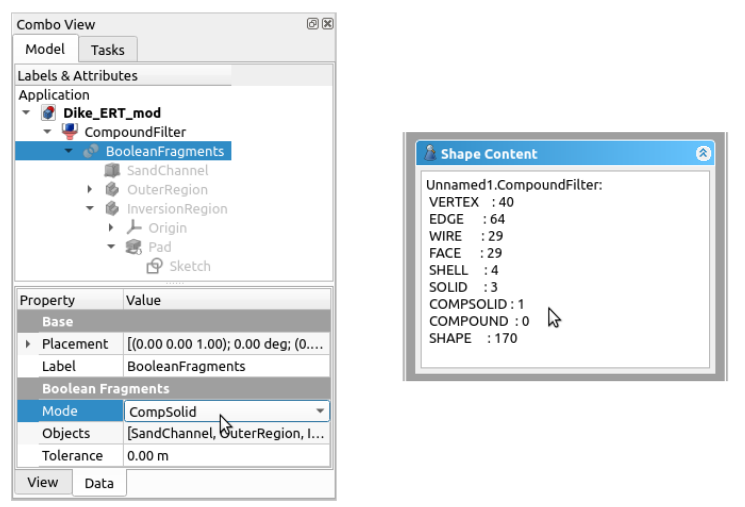 Combo View
Model Tasks
Labels & Attributes
Application
Dike_ERT_mod
CompoundFilter
BooleanFragments
SandChannel
OuterRegion
InversionRegion
Origin
Pad
Sketch
Property Value
Base
Placement [(0.00 0.00 1.00); 0.00 deg; (0....
Label BooleanFragments
Boolean Fragments
Mode CompSolid
Objects [SandChannel, OuterRegion, I...
Tolerance 0.00 m
View Data
Shape Content
Unnamed1.CompoundFilter:
VERTEX : 40
EDGE : 64
WIRE : 29
FACE : 29
SHELL : 4
SOLID : 3
COMPSOLID : 1
COMPOUND : 0
SHAPE : 170